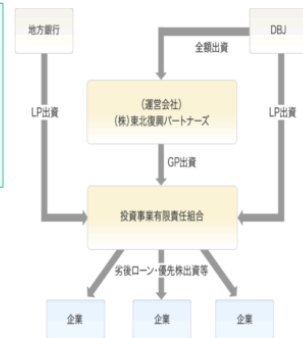 地方銀行
DBJ
全額出資
(運営会社)
(株)東北復興パートナーズ
LP出資
LP出資
GP出資
投資事業有限責任組合
劣後ローン・優先株出資等
企業
企業
企業